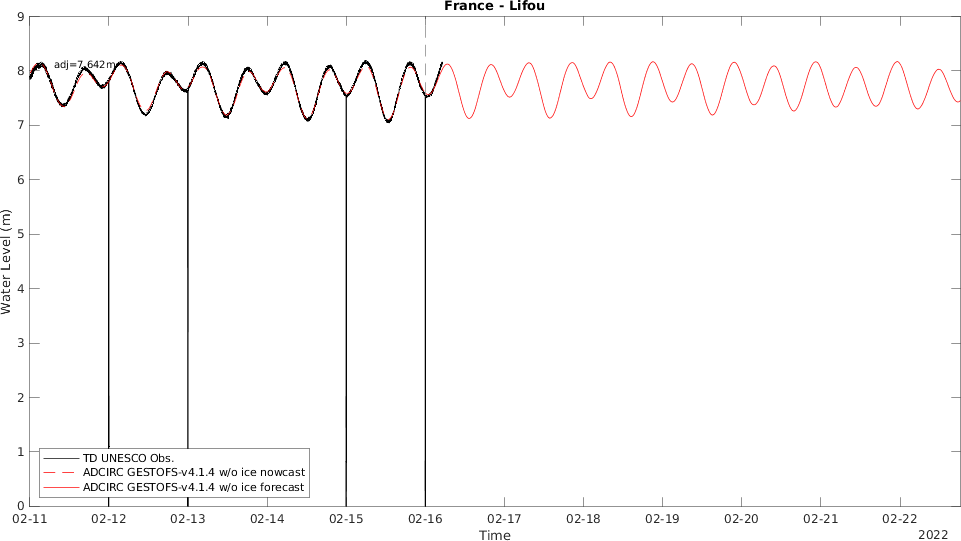 France - Lifou
9
8
7
6
5
4
3
2
1
0
Water Level (m)
adj=7.642m
TD UNESCO Obs.
ADCIRC GESTOFS-v4.1.4 w/o ice nowcast
ADCIRC GESTOFS-v4.1.4 w/o ice forecast
02-11 02-12 02-13 02-14 02-15 02-16 02-17 02-18 02-19 02-20 02-21 02-22
Time
2022